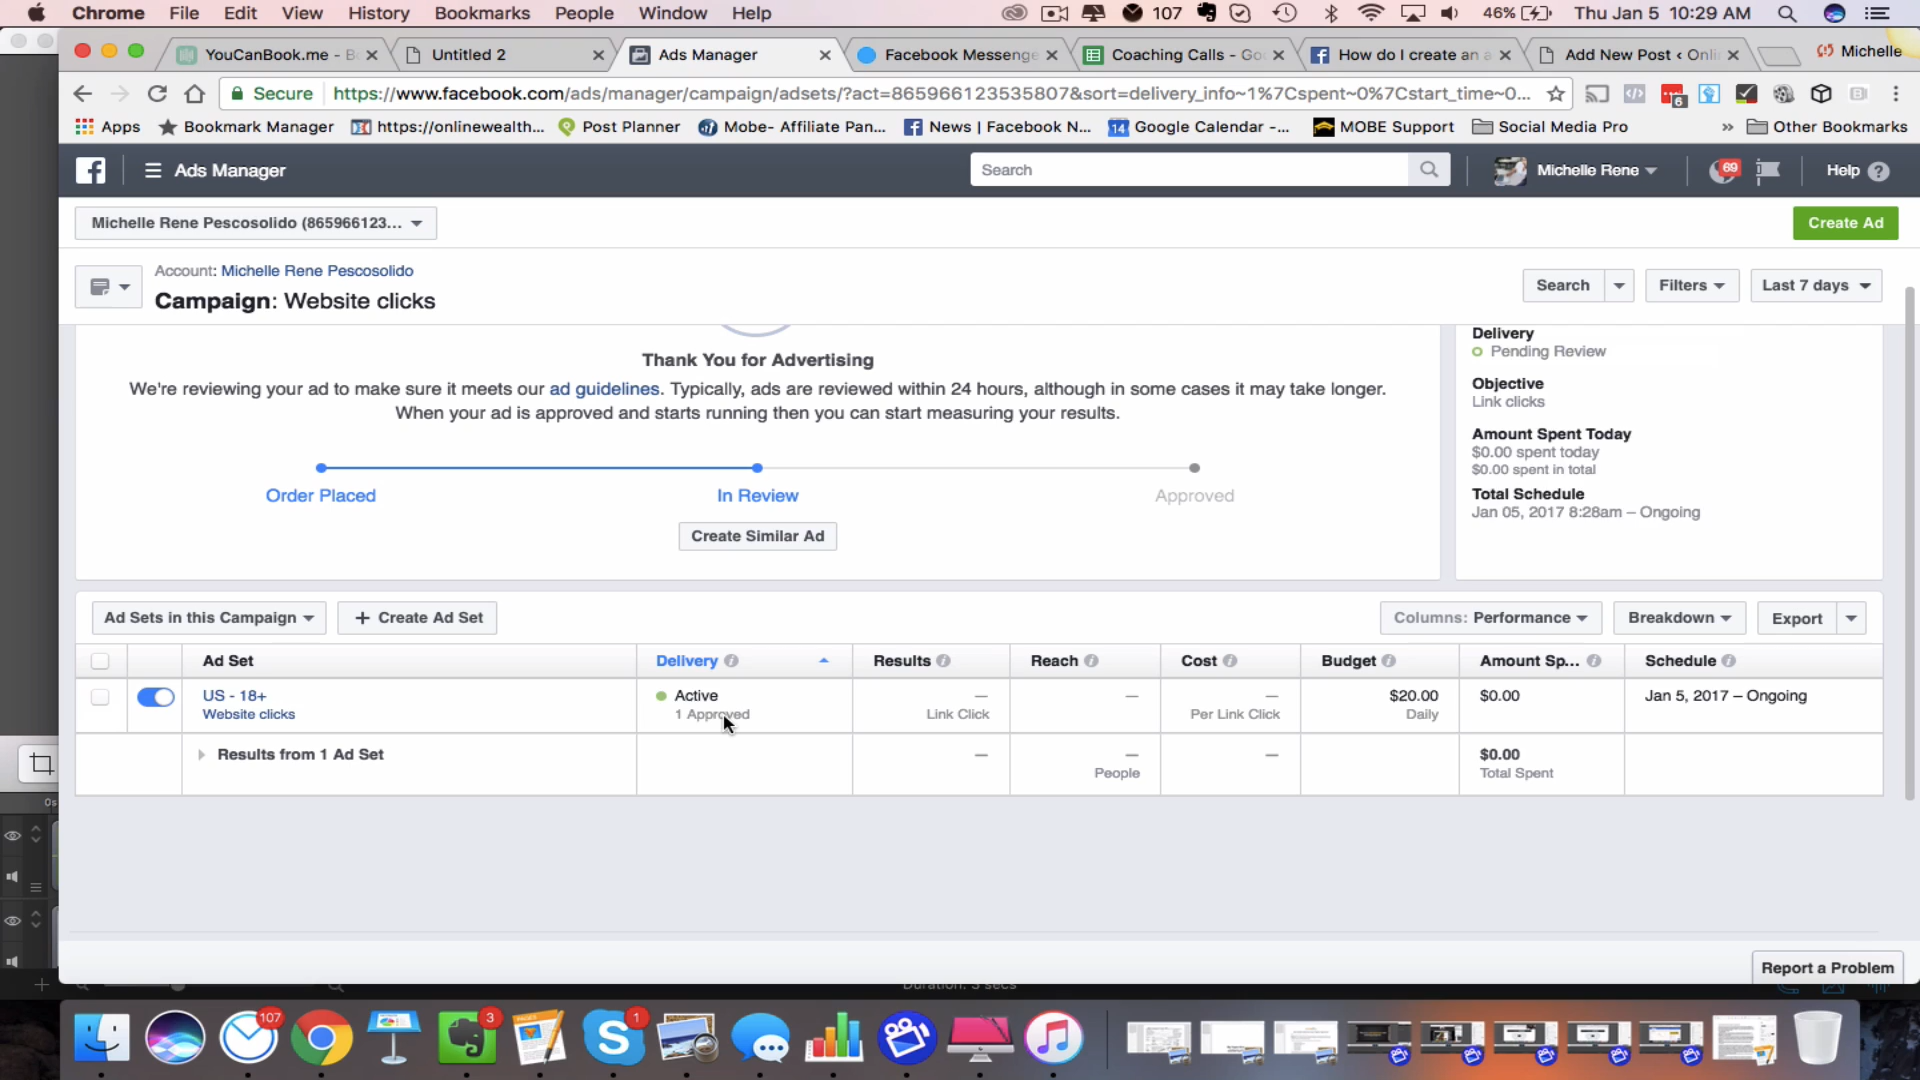 Chrome File Edit View History Bookmarks People Window Help 107 46% Thu Jan 5 10:29 AM
YouCanBook.me - B Untitled 2 Ads Manager Facebook Messenge Coaching Calls - Go How do I create an a Add New Post ‹ Onli Michelle
Secure https://www.facebook.com/ads/manager/campaign/adsets/?act=865966123535807&sort=delivery_info~1%7Cspent~0%7Cstart_time~0... 6
Apps Bookmark Manager https://onlinewealth... Post Planner Mobe- Affiliate Pan... News | Facebook N... 14 Google Calendar -... MOBE Support Social Media Pro » Other Bookmarks
Ads Manager Search Michelle Rene 69 Help
Michelle Rene Pescosolido (865966123... Create Ad
Account: Michelle Rene Pescosolido
Campaign: Website clicks Search Filters Last 7 days
Thank You for Advertising
We're reviewing your ad to make sure it meets our ad guidelines. Typically, ads are reviewed within 24 hours, although in some cases it may take longer.
When your ad is approved and starts running then you can start measuring your results.
Order Placed In Review Approved
Create Similar Ad
Delivery
Pending Review
Objective
Link clicks
Amount Spent Today
$0.00 spent today
$0.00 spent in total
Total Schedule
Jan 05, 2017 8:28am – Ongoing
Ad Sets in this Campaign + Create Ad Set Columns: Performance Breakdown Export
Ad Set Delivery Results Reach Cost Budget Amount Sp... Schedule
US - 18+ Active — — — $20.00 $0.00 Jan 5, 2017 – Ongoing
Website clicks 1 Approved Link Click Per Link Click Daily
Results from 1 Ad Set — — — $0.00
People Total Spent
0s
Report a Problem
Duration: 3 secs
107 3 1